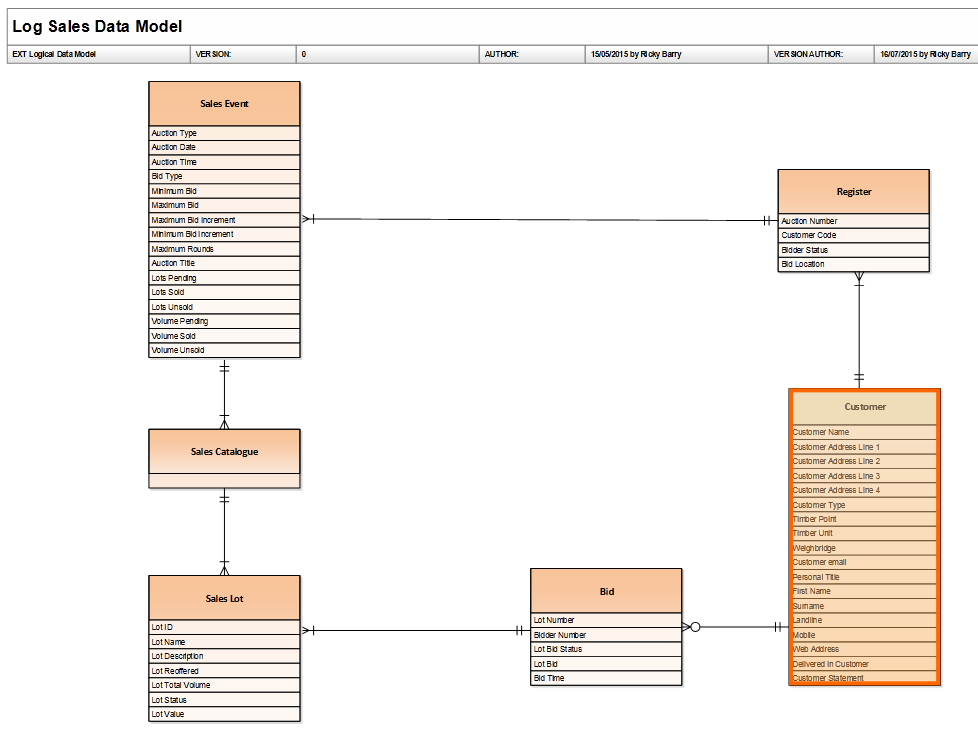 Log Sales Data Model
EXT Logical Data Model VERSION: 0 AUTHOR: 15/05/2015 by Ricky Barry VERSION AUTHOR: 16/07/2015 by Ricky Barry
Sales Event
Auction Type
Auction Date
Auction Time
Bid Type
Minimum Bid
Maximum Bid
Maximum Bid Increment
Minimum Bid Increment
Maximum Rounds
Auction Title
Lots Pending
Lots Sold
Lots Unsold
Volume Pending
Volume Sold
Volume Unsold
Register
Auction Number
Customer Code
Bidder Status
Bid Location
Sales Catalogue
Customer
Customer Name
Customer Address Line 1
Customer Address Line 2
Customer Address Line 3
Customer Address Line 4
Customer Type
Timber Point
Timber Unit
Weighbridge
Customer email
Personal Title
First Name
Surname
Landline
Mobile
Web Address
Delivered In Customer
Customer Statement
Sales Lot
Lot ID
Lot Name
Lot Description
Lot Reoffered
Lot Total Volume
Lot Status
Lot Value
Bid
Lot Number
Bidder Number
Lot Bid Status
Lot Bid
Bid Time